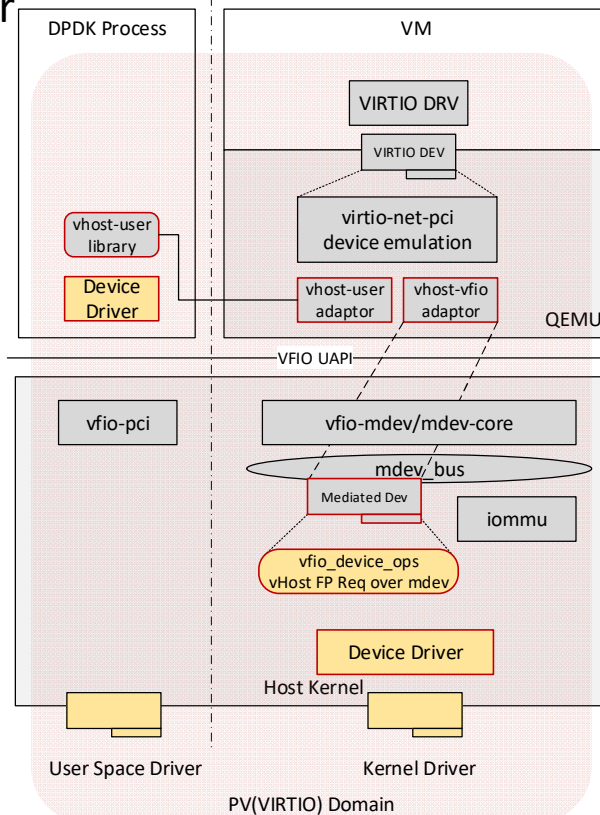 r
DPDK Process
VM
VIRTIO DRV
VIRTIO DEV
virtio-net-pci
device emulation
vhost-user
library
Device
Driver
vhost-user
adaptor
vhost-vfio
adaptor
QEMU
VFIO UAPI
vfio-pci
vfio-mdev/mdev-core
mdev_bus
Mediated Dev
iommu
vfio_device_ops
vHost FP Req over mdev
Device Driver
Host Kernel
User Space Driver
Kernel Driver
PV(VIRTIO) Domain